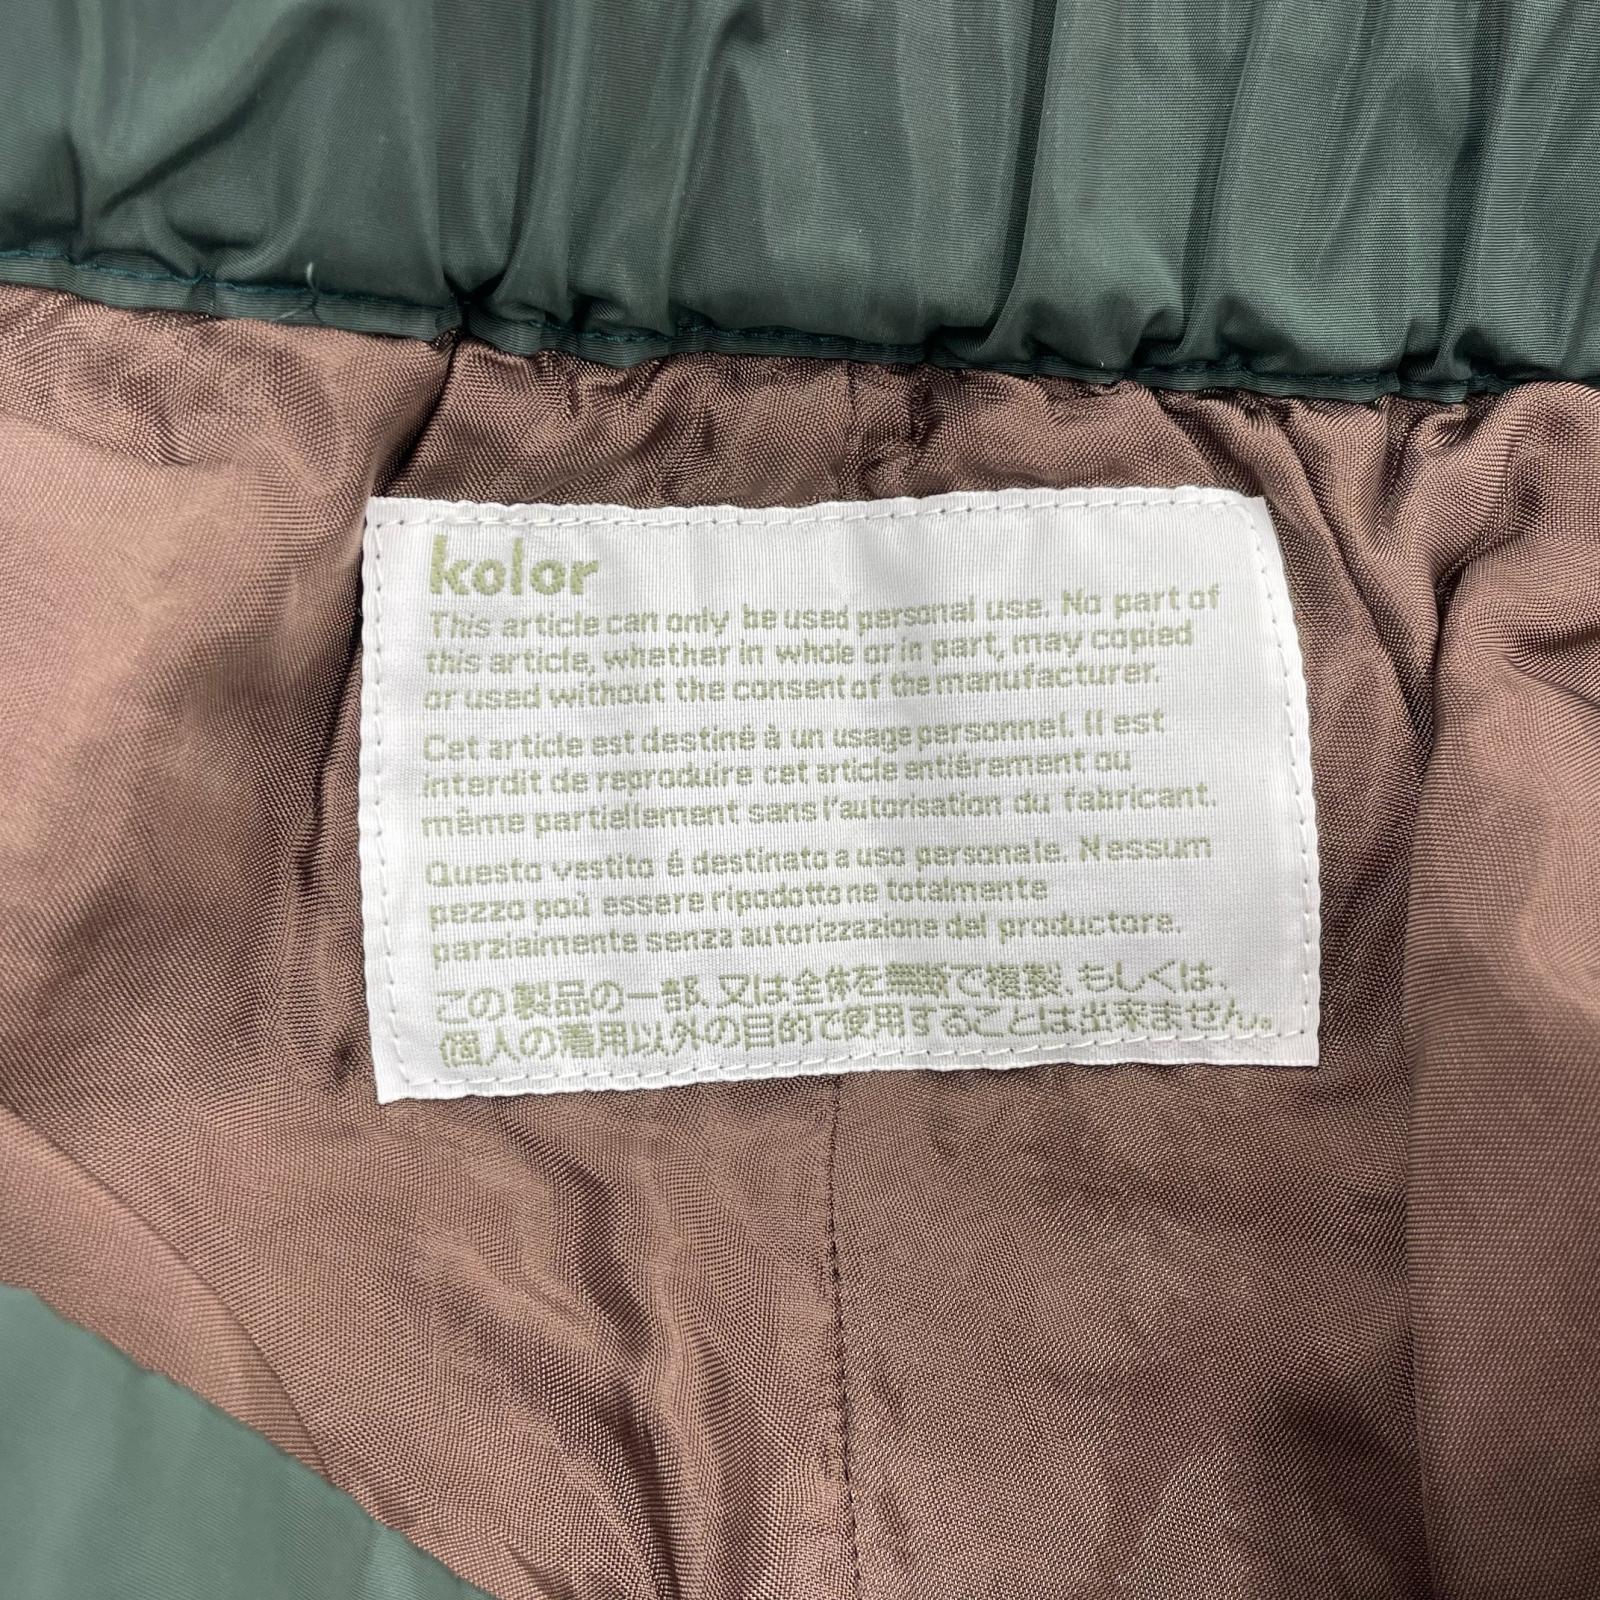 kolor
This article can only be used personal use. No part of
this article, whether in whole or in part, may copied
or used without the consent of the manufacturer.
Cet article est destiné à un usage personnel. Il est
interdit de reproduire cet article entiérement ou
même partiellement sans l'autorisation du fabricant.
Questo vestito é destinato a uso personale. Nessum
pezzo poù essere ripodotto ne totalmente
parzialmente senza autorizzazione del productore.
この製品の一部、又は全体を無断で複製、もしくは、
個人の着用以外の目的で使用することは出来ません。